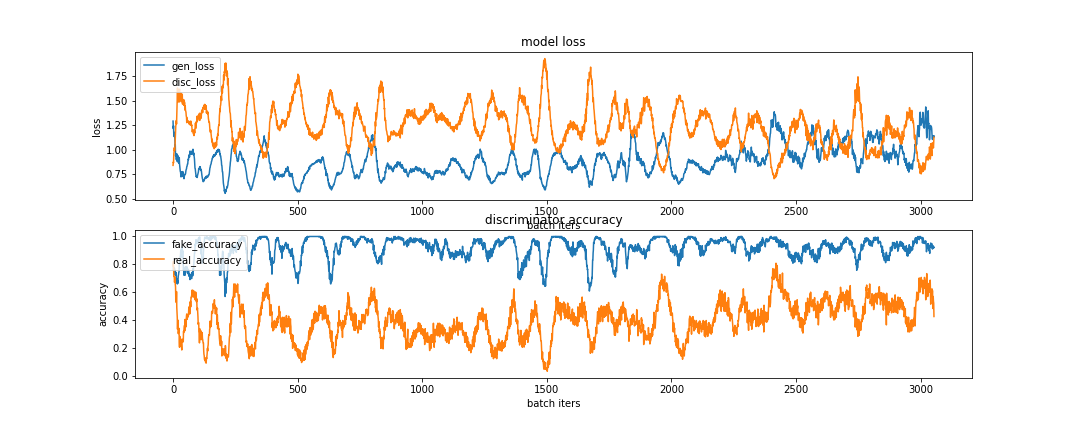 model loss
gen_loss
disc_loss
loss
1.75
1.50
1.25
1.00
0.75
0.50
0 500 1000 1500 2000 2500 3000
batch iters
discriminator accuracy
fake_accuracy
real_accuracy
accuracy
1.0
0.8
0.6
0.4
0.2
0.0
0 500 1000 1500 2000 2500 3000
batch iters